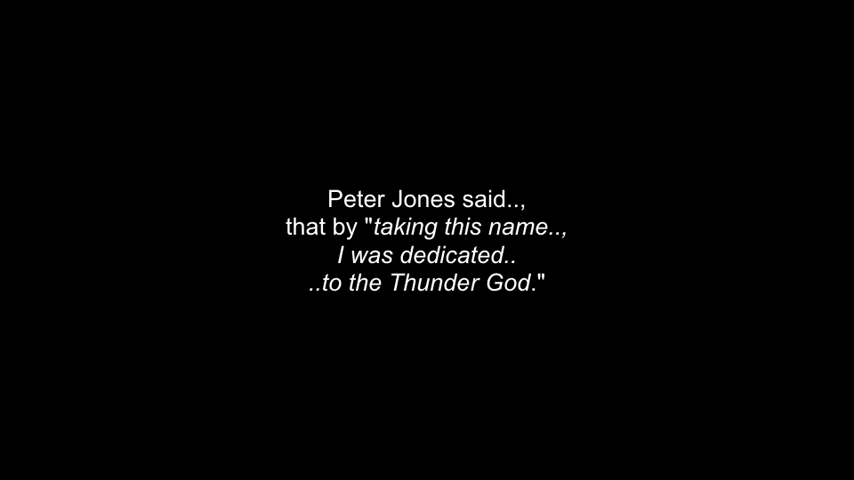 Peter Jones said..,
that by "taking this name..,
I was dedicated..
..to the Thunder God."